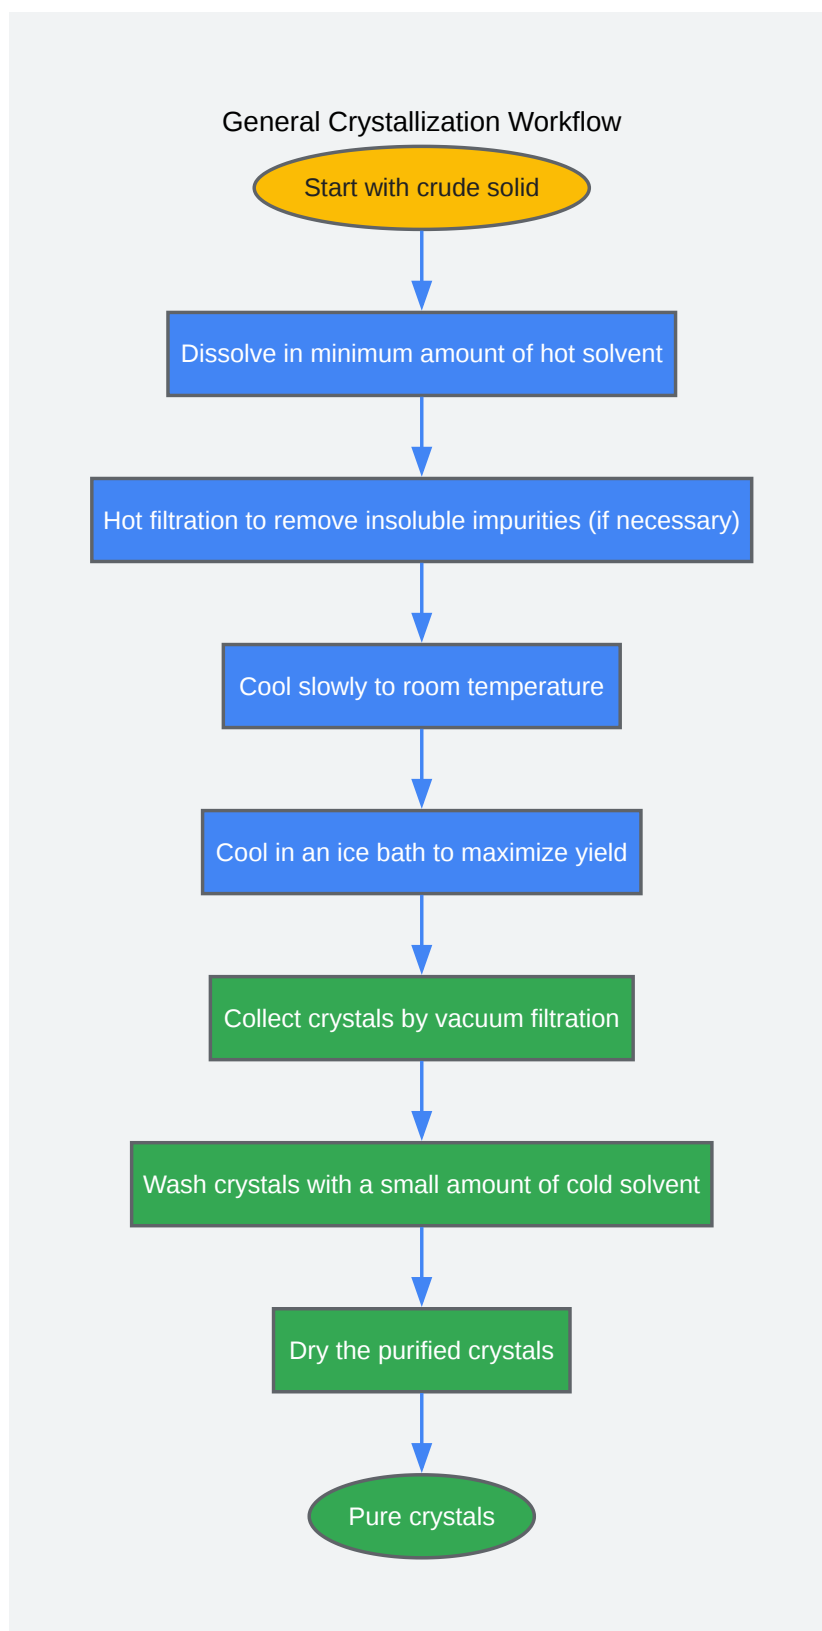 General Crystallization Workflow
Start with crude solid
Dissolve in minimum amount of hot solvent
Hot filtration to remove insoluble impurities (if necessary)
Cool slowly to room temperature
Cool in an ice bath to maximize yield
Collect crystals by vacuum filtration
Wash crystals with a small amount of cold solvent
Dry the purified crystals
Pure crystals